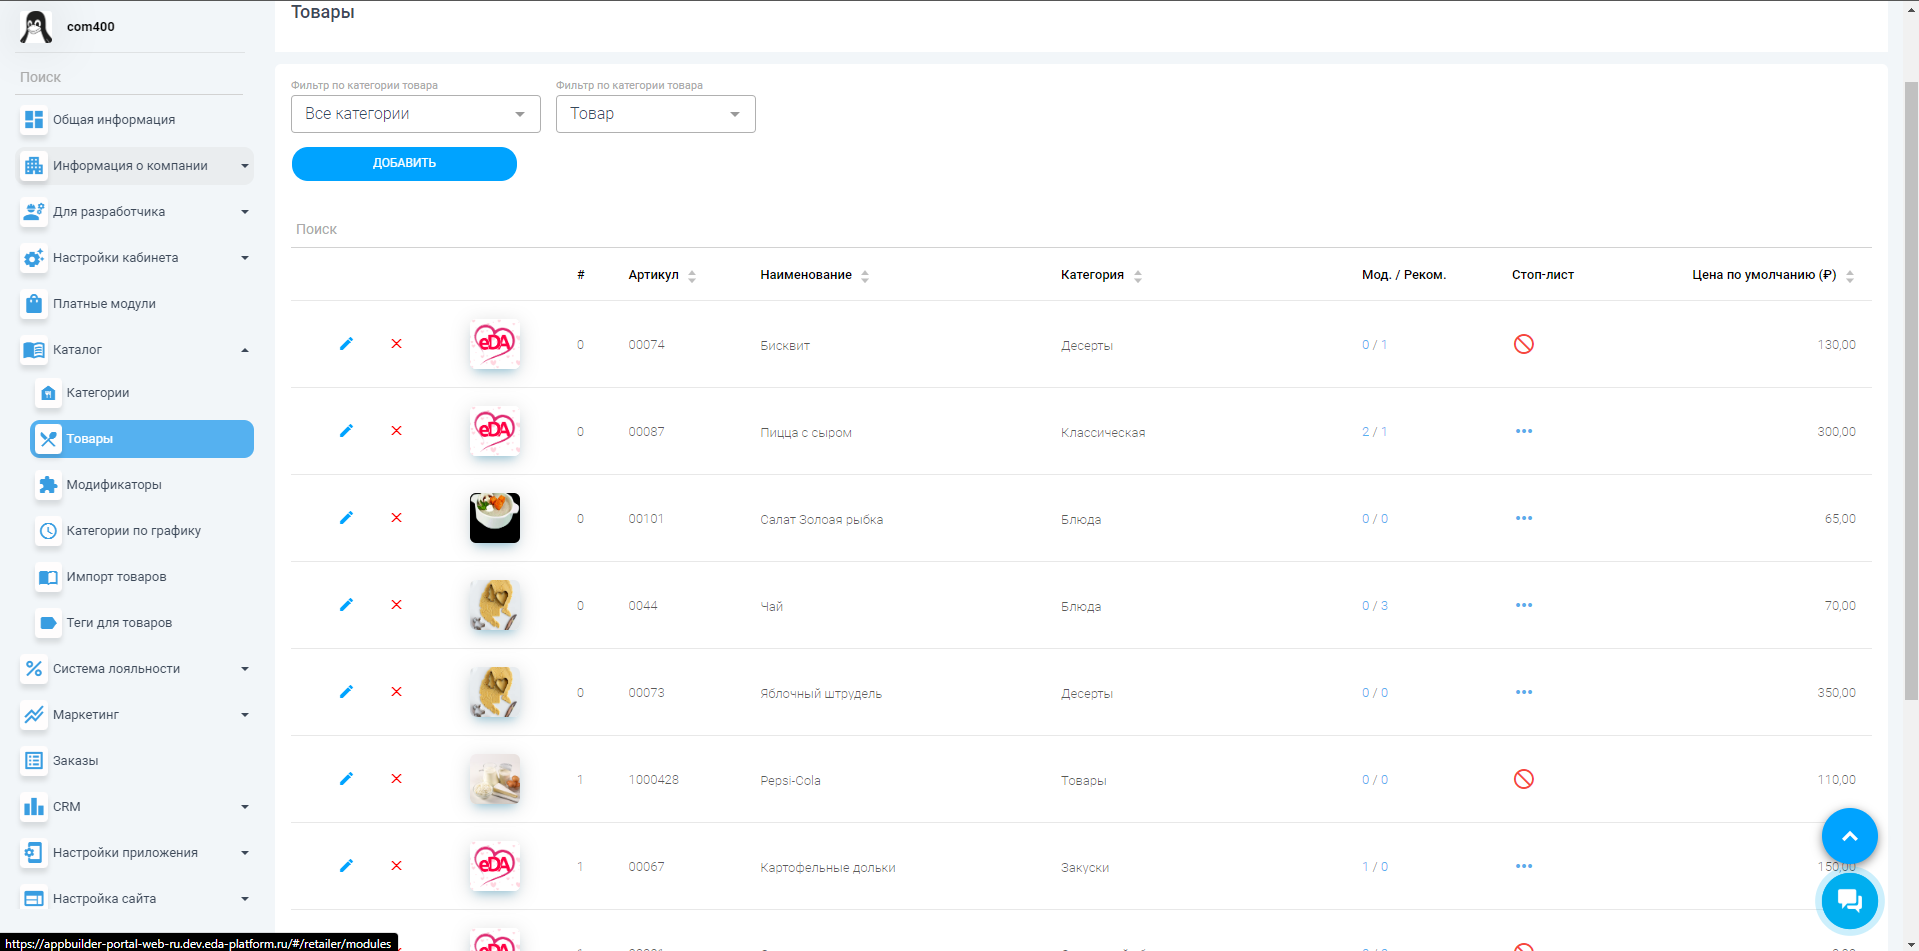 com400
Товары
Поиск
Общая информация
Информация о компании
Для разработчика
Настройки кабинета
Платные модули
Каталог
Категории
Товары
Модификаторы
Категории по графику
Импорт товаров
Теги для товаров
Система лояльности
Маркетинг
Заказы
CRM
Настройки приложения
Настройка сайта
Фильтр по категории товара Фильтр по категории товара
Все категории Товар
ДОБАВИТЬ
Поиск
# Артикул Наименование Категория Мод. / Реком. Стоп-лист Цена по умолчанию (₽)
eDA 0 00074 Бисквит Десерты 0 / 1 130,00
eDA 0 00087 Пицца с сыром Классическая 2 / 1 300,00
0 00101 Салат Золоая рыбка Блюда 0 / 0 65,00
0 0044 Чай Блюда 0 / 3 70,00
0 00073 Яблочный штрудель Десерты 0 / 0 350,00
1 1000428 Pepsi-Cola Товары 0 / 0 110,00
eDA 1 00067 Картофельные дольки Закуски 1 / 0 150,00
https://appbuilder-portal-web-ru.dev.eda-platform.ru/#/retailer/modules